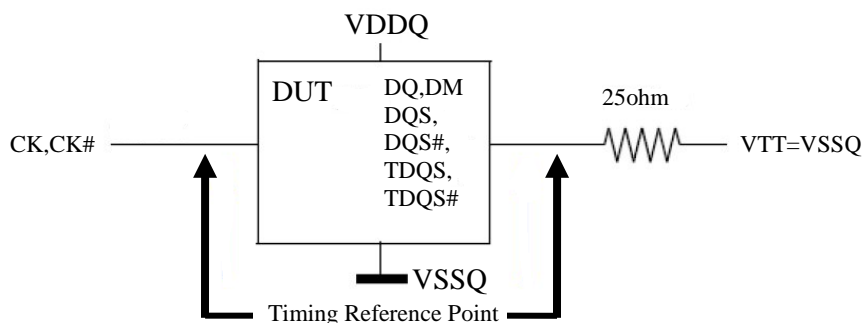 VDDQ
DUT
DQ,DM
DQS,
DQS#,
TDQS,
TDQS#
25ohm
CK,CK#
VTT=VSSQ
VSSQ
Timing Reference Point